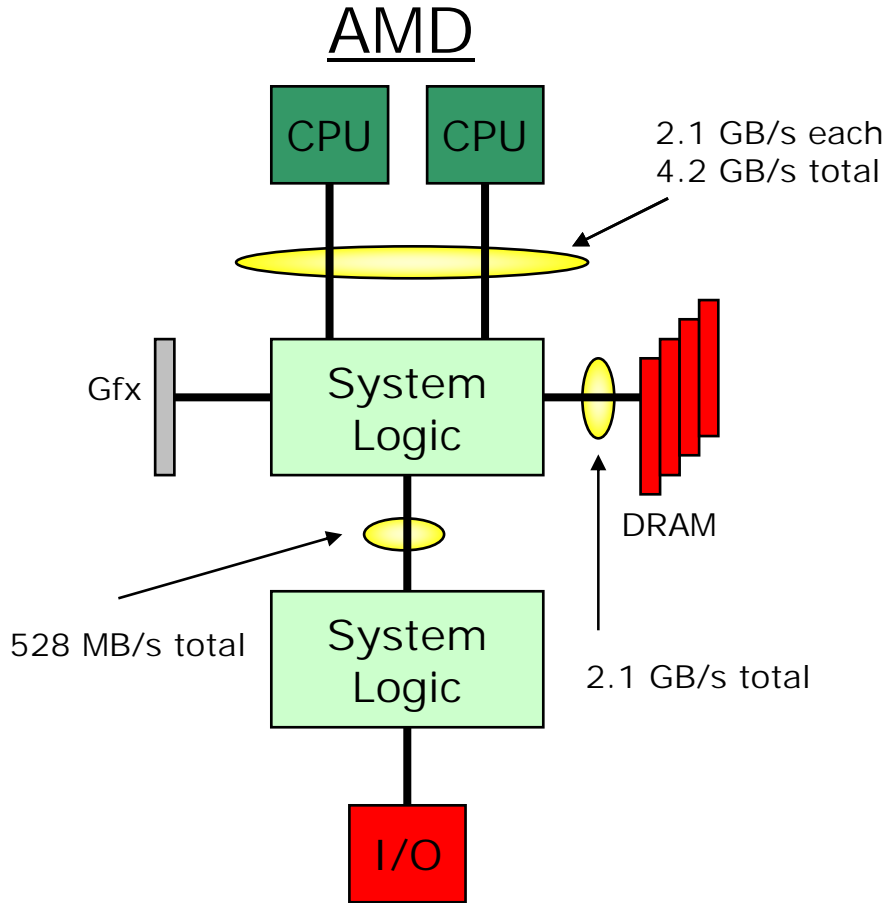 AMD
CPU
CPU
2.1 GB/s each
4.2 GB/s total
Gfx
System
Logic
DRAM
528 MB/s total
System
Logic
2.1 GB/s total
I/O